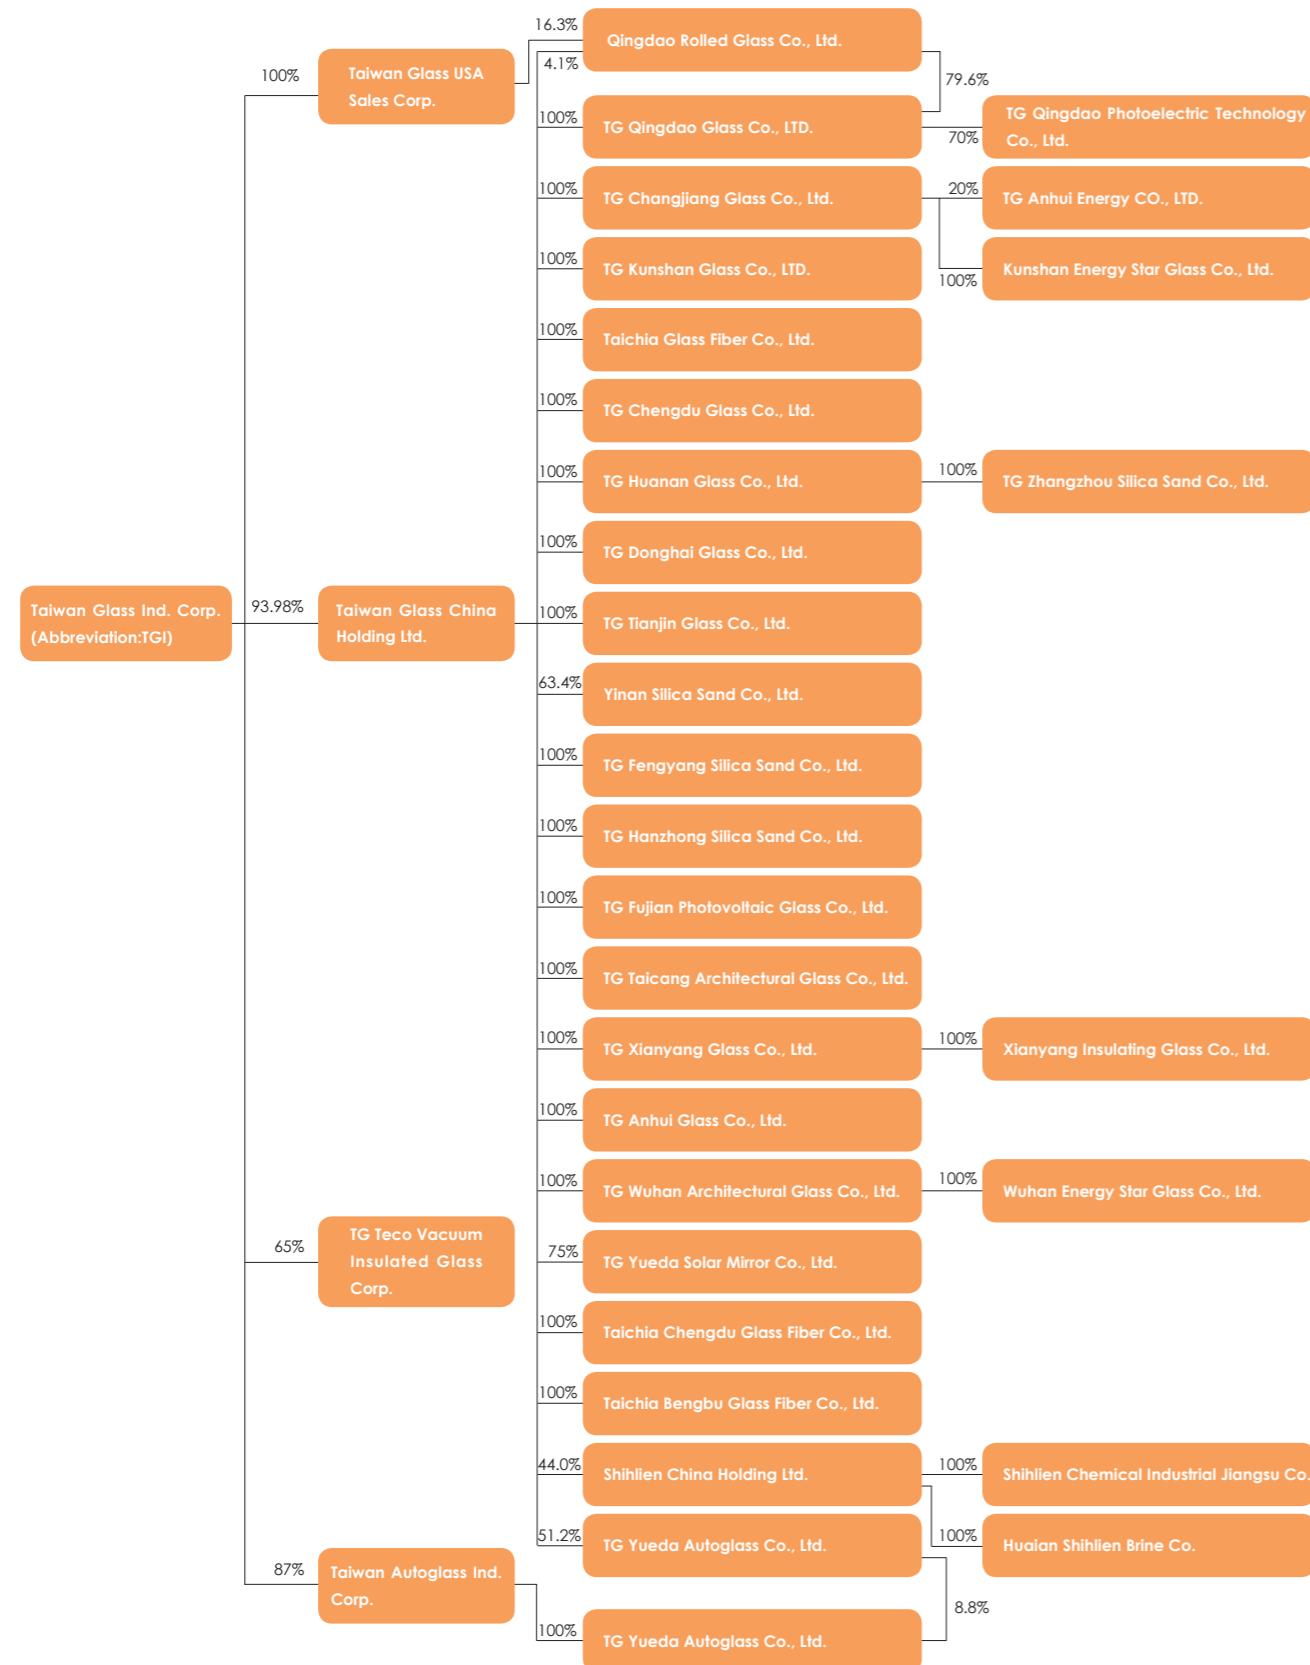 16.3%
Qingdao Rolled Glass Co., Ltd.
4.1%
79.6%
100%
Taiwan Glass USA
Sales Corp.
100%
TG Qingdao Glass Co., LTD.
70%
TG Qingdao Photoelectric Technology
Co., Ltd.
100%
TG Changjiang Glass Co., Ltd.
20%
TG Anhui Energy CO., LTD.
100%
TG Kunshan Glass Co., LTD.
100%
Kunshan Energy Star Glass Co., Ltd.
100%
Taichia Glass Fiber Co., Ltd.
100%
TG Chengdu Glass Co., Ltd.
100%
TG Huanan Glass Co., Ltd.
100%
TG Zhangzhou Silica Sand Co., Ltd.
100%
TG Donghai Glass Co., Ltd.
Taiwan Glass Ind. Corp.
(Abbreviation:TGI)
93.98%
Taiwan Glass China
Holding Ltd.
100%
TG Tianjin Glass Co., Ltd.
63.4%
Yinan Silica Sand Co., Ltd.
100%
TG Fengyang Silica Sand Co., Ltd.
100%
TG Hanzhong Silica Sand Co., Ltd.
100%
TG Fujian Photovoltaic Glass Co., Ltd.
100%
TG Taicang Architectural Glass Co., Ltd.
100%
TG Xianyang Glass Co., Ltd.
100%
Xianyang Insulating Glass Co., Ltd.
100%
TG Anhui Glass Co., Ltd.
100%
TG Wuhan Architectural Glass Co., Ltd.
100%
Wuhan Energy Star Glass Co., Ltd.
65%
TG Teco Vacuum
Insulated Glass
Corp.
75%
TG Yueda Solar Mirror Co., Ltd.
100%
Taichia Chengdu Glass Fiber Co., Ltd.
100%
Taichia Bengbu Glass Fiber Co., Ltd.
44.0%
Shihlien China Holding Ltd.
100%
Shihlien Chemical Industrial Jiangsu Co.
51.2%
TG Yueda Autoglass Co., Ltd.
100%
Huaian Shihlien Brine Co.
87%
Taiwan Autoglass Ind.
Corp.
8.8%
100%
TG Yueda Autoglass Co., Ltd.